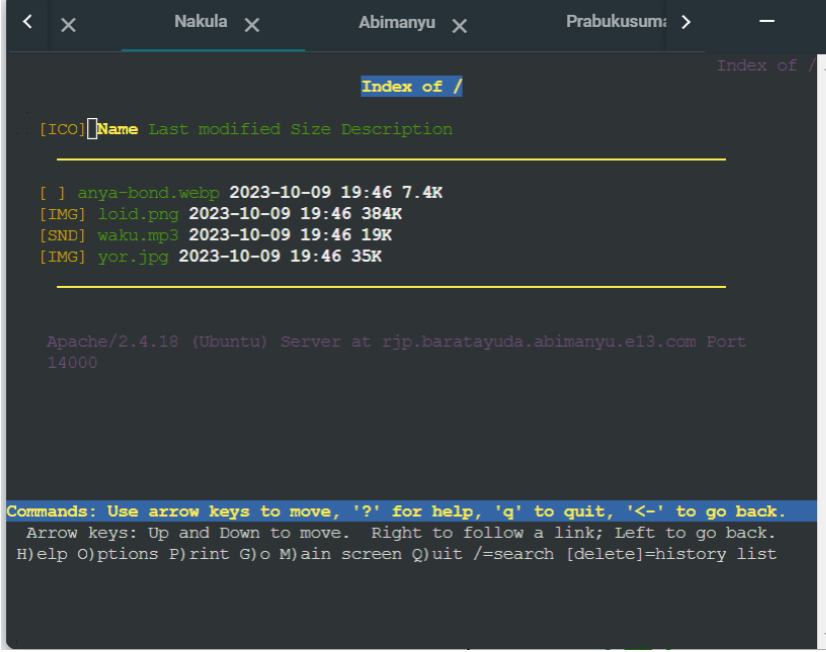 Nakula
Abimanyu
Index of /
Index of /
[ICO] Name Last modified Size Description
[ ] anya-bond.webp 2023-10-09 19:46 7.4K
[IMG] loid.png 2023-10-09 19:46 384K
[SND] waku.mp3 2023-10-09 19:46 19K
[IMG] yor.jpg 2023-10-09 19:46 35K
Apache/2.4.18 (Ubuntu) Server at rjp.baratayuda.abimanyu.e13.com Port
14000
Commands: Use arrow keys to move, '?' for help, 'q' to quit, '<-' to go back.
Arrow keys: Up and Down to move. Right to follow a link; Left to go back.
H)elp O)ptions P)rint G)o M)ain screen Q)uit /=search [delete]=history list